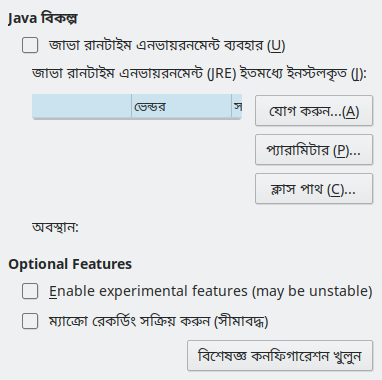 Java বিকল্প
জাভা রানটাইম এনভায়রনমেন্ট ব্যবহার (U)
জাভা রানটাইম এনভায়রনমেন্ট (JRE) ইতমধ্যে ইনস্টলকৃত (J):
ভেন্ডর স
যোগ করুন...(A)
প্যারামিটার (P)...
ক্লাস পাথ (C)...
অবস্থান:
Optional Features
Enable experimental features (may be unstable)
ম্যাক্রো রেকর্ডিং সক্রিয় করুন (সীমাবদ্ধ)
বিশেষজ্ঞ কনফিগারেশন খুলুন